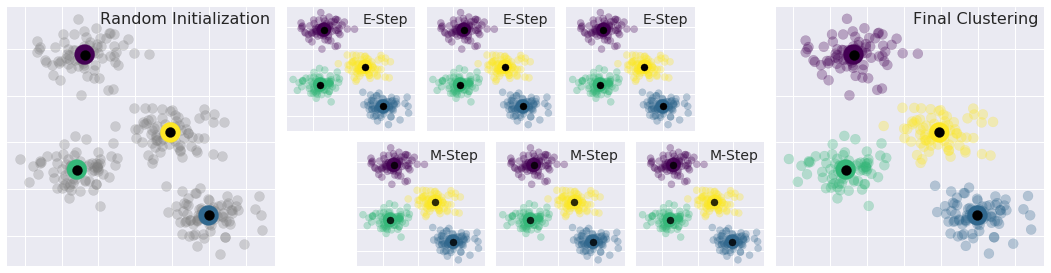 Random Initialization
E-Step
E-Step
E-Step
M-Step
M-Step
M-Step
Final Clustering